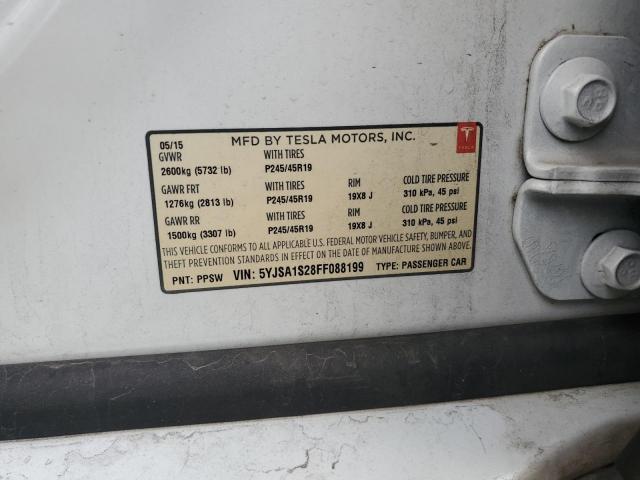 05/15 MFD BY TESLA MOTORS, INC. TESLA
GVWR WITH TIRES
2600kg (5732 lb) P245/45R19
GAWR FRT WITH TIRES RIM COLD TIRE PRESSURE
1276kg (2813 lb) P245/45R19 19X8 J 310 kPa, 45 psi
GAWR RR WITH TIRES RIM COLD TIRE PRESSURE
1500kg (3307 lb) P245/45R19 19X8 J 310 kPa, 45 psi
THIS VEHICLE CONFORMS TO ALL APPLICABLE U.S. FEDERAL MOTOR VEHICLE SAFETY, BUMPER, AND
THEFT PREVENTION STANDARDS IN EFFECT ON THE DATE OF MANUFACTURE SHOWN ABOVE.
PNT: PPSW VIN: 5YJSA1S28FF088199 TYPE: PASSENGER CAR